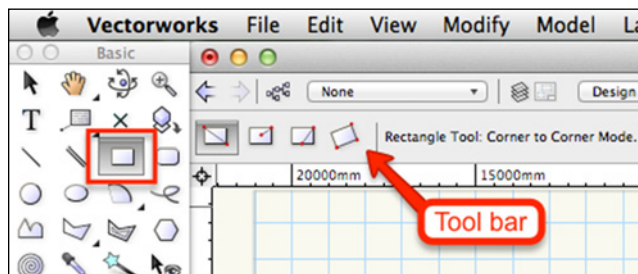 Vectorworks File Edit View Modify Model
Basic
None Design
T
Rectangle Tool: Corner to Corner Mode.
20000mm 15000mm
Tool bar